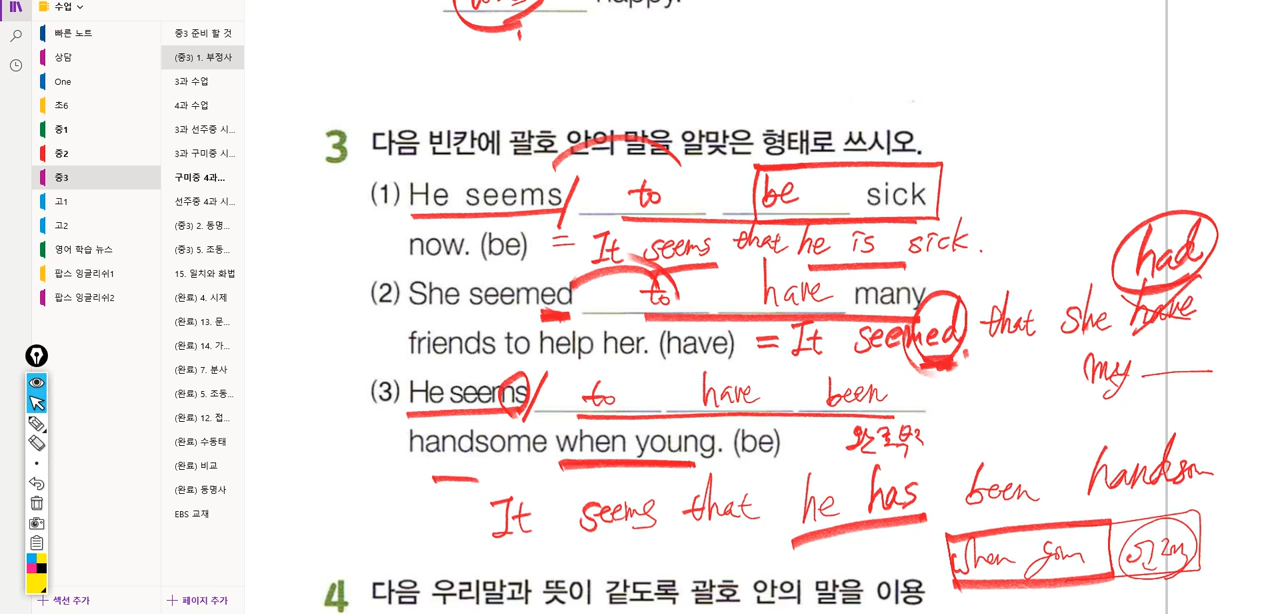 수업
빠른 노트
상담
One
초6
중1
중2
중3
고1
고2
영어 학습 뉴스
팝스 잉글리쉬1
팝스 잉글리쉬2
섹션 추가
중3 준비 할 것
(중3) 1. 부정사
3과 수업
4과 수업
3과 선주중 시...
3과 구미중 시...
구미중 4과...
선주중 4과 시...
(중3) 2. 동명...
(중3) 5. 조동...
15. 일치와 화법
(완료) 4. 시제
(완료) 13. 문...
(완료) 14. 가...
(완료) 7. 분사
(완료) 5. 조동...
(완료) 12. 접...
(완료) 수동태
(완료) 비교
(완료) 동명사
EBS 교재
페이지 추가
happy.
3 다음 빈칸에 괄호 안의 말을 알맞은 형태로 쓰시오.
(1) He seems / to be sick
now. (be) = It seems that he is sick.
had
(2) She seemed to have many
friends to help her. (have) = It seemed that she have
my
(3) He seems / to have been
handsome when young. (be)
It seems that he has been
4 다음 우리말과 뜻이 같도록 괄호 안의 말을 이용